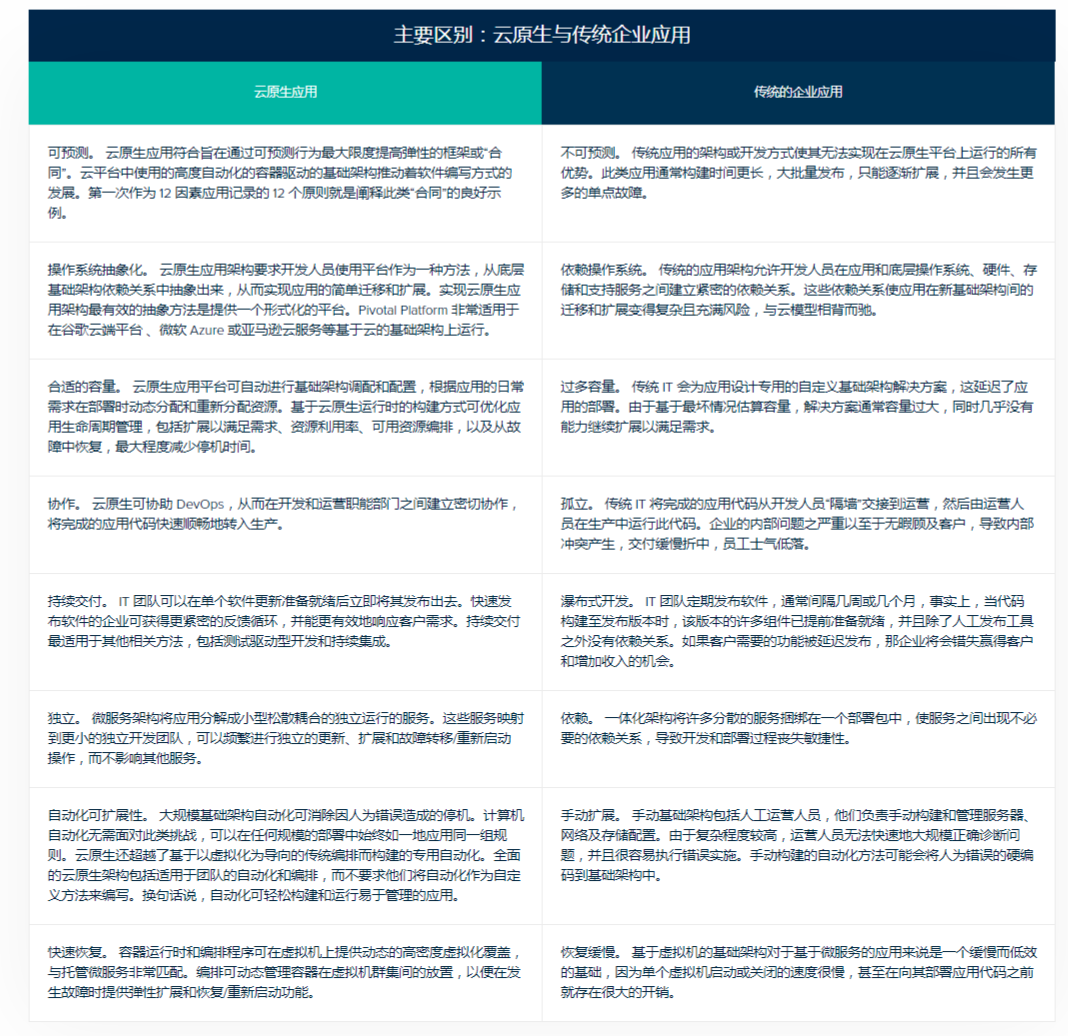 主要区别：云原生与传统企业应用
云原生应用
传统的企业应用
可预测。 云原生应用符合旨在通过可预测行为最大限度提高弹性的框架或“合
同”。云平台中使用的高度自动化的容器驱动的基础架构推动着软件编写方式的
发展。第一次作为 12 因素应用记录的 12 个原则就是阐释此类“合同”的良好示
例。
不可预测。 传统应用的架构或开发方式使其无法实现在云原生平台上运行的所有
优势。此类应用通常构建时间更长，大批量发布，只能逐渐扩展，并且会发生更
多的单点故障。
操作系统抽象化。 云原生应用架构要求开发人员使用平台作为一种方法，从底层
基础架构依赖关系中抽象出来，从而实现应用的简单迁移和扩展。实现云原生应
用架构最有效的抽象方法是提供一个形式化的平台。Pivotal Platform 非常适用于
在谷歌云端平台 、微软 Azure 或亚马逊云服务等基于云的基础架构上运行。
依赖操作系统。 传统的应用架构允许开发人员在应用和底层操作系统、硬件、存
储和支持服务之间建立紧密的依赖关系。这些依赖关系使应用在新基础架构间的
迁移和扩展变得复杂且充满风险，与云模型相背而驰。
合适的容量。 云原生应用平台可自动进行基础架构调配和配置，根据应用的日常
需求在部署时动态分配和重新分配资源。基于云原生运行时的构建方式可优化应
用生命周期管理，包括扩展以满足需求、资源利用率、可用资源编排，以及从故
障中恢复，最大程度减少停机时间。
过多容量。 传统 IT 会为应用设计专用的自定义基础架构解决方案，这延迟了应
用的部署。由于基于最坏情况估算容量，解决方案通常容量过大，同时几乎没有
能力继续扩展以满足需求。
协作。 云原生可协助 DevOps，从而在开发和运营职能部门之间建立密切协作，
将完成的应用代码快速顺畅地转入生产。
孤立。 传统 IT 将完成的应用代码从开发人员“隔墙”交接到运营，然后由运营人
员在生产中运行此代码。企业的内部问题之严重以至于无暇顾及客户，导致内部
冲突产生，交付缓慢折中，员工士气低落。
持续交付。 IT 团队可以在单个软件更新准备就绪后立即将其发布出去。快速发
布软件的企业可获得更紧密的反馈循环，并能更有效地响应客户需求。持续交付
最适用于其他相关方法，包括测试驱动型开发和持续集成。
瀑布式开发。 IT 团队定期发布软件，通常间隔几周或几个月，事实上，当代码
构建至发布版本时，该版本的许多组件已提前准备就绪，并且除了人工发布工具
之外没有依赖关系。如果客户需要的功能被延迟发布，那企业将会错失赢得客户
和增加收入的机会。
独立。 微服务架构将应用分解成小型松散耦合的独立运行的服务。这些服务映射
到更小的独立开发团队，可以频繁进行独立的更新、扩展和故障转移/重新启动
操作，而不影响其他服务。
依赖。 一体化架构将许多分散的服务捆绑在一个部署包中，使服务之间出现不必
要的依赖关系，导致开发和部署过程丧失敏捷性。
自动化可扩展性。 大规模基础架构自动化可消除因人为错误造成的停机。计算机
自动化无需面对此类挑战，可以在任何规模的部署中始终如一地应用同一组规
则。云原生还超越了基于以虚拟化为导向的传统编排而构建的专用自动化。全面
的云原生架构包括适用于团队的自动化和编排，而不要求他们将自动化作为自定
义方法来编写。换句话说，自动化可轻松构建和运行易于管理的应用。
手动扩展。 手动基础架构包括人工运营人员，他们负责手动构建和管理服务器、
网络及存储配置。由于复杂程度较高，运营人员无法快速地大规模正确诊断问
题，并且很容易执行错误实施。手动构建的自动化方法可能会将人为错误的硬编
码到基础架构中。
快速恢复。 容器运行时和编排程序可在虚拟机上提供动态的高密度虚拟化覆盖，
与托管微服务非常匹配。编排可动态管理容器在虚拟机群集间的放置，以便在发
生故障时提供弹性扩展和恢复/重新启动功能。
恢复缓慢。 基于虚拟机的基础架构对于基于微服务的应用来说是一个缓慢而低效
的基础，因为单个虚拟机启动或关闭的速度很慢，甚至在向其部署应用代码之前
就存在很大的开销。